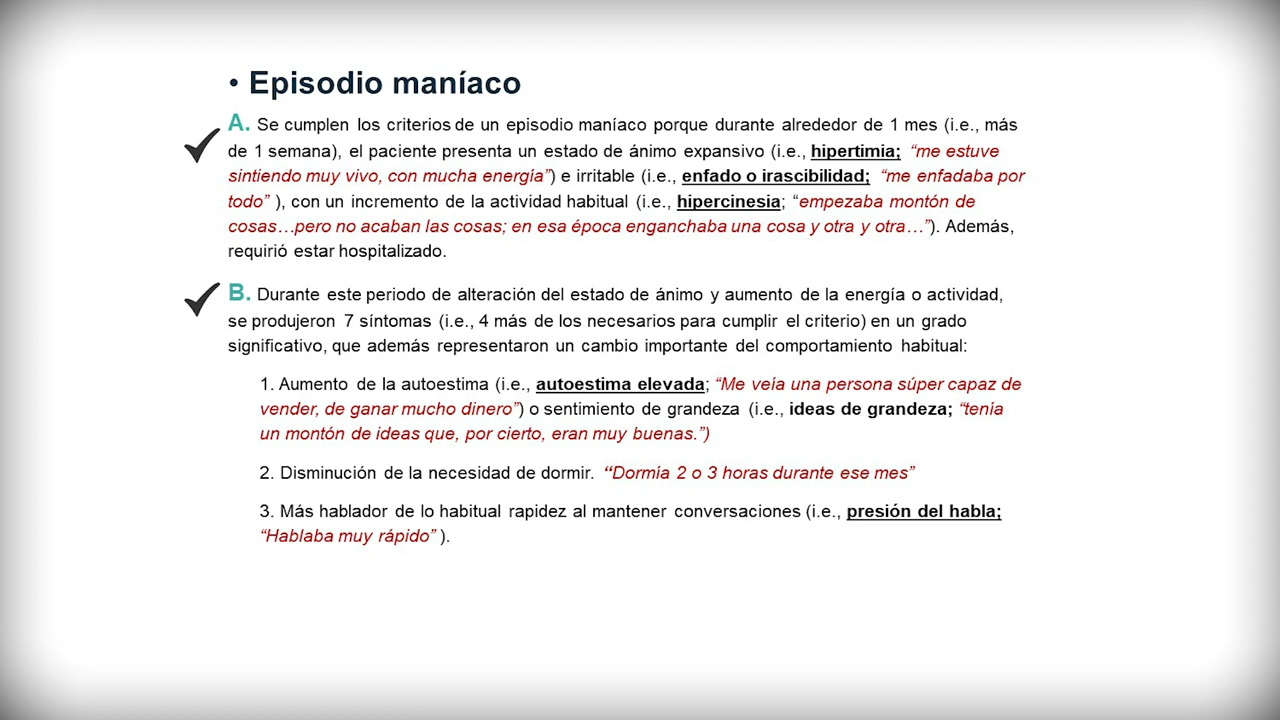 • Episodio maníaco
A. Se cumplen los criterios de un episodio maníaco porque durante alrededor de 1 mes (i.e., más
de 1 semana), el paciente presenta un estado de ánimo expansivo (i.e., hipertimia; “me estuve
sintiendo muy vivo, con mucha energía”) e irritable (i.e., enfado o irascibilidad; “me enfadaba por
todo” ), con un incremento de la actividad habitual (i.e., hipercinesia; “empezaba montón de
cosas…pero no acaban las cosas; en esa época enganchaba una cosa y otra y otra…”). Además,
requirió estar hospitalizado.
B. Durante este periodo de alteración del estado de ánimo y aumento de la energía o actividad,
se produjeron 7 síntomas (i.e., 4 más de los necesarios para cumplir el criterio) en un grado
significativo, que además representaron un cambio importante del comportamiento habitual:
1. Aumento de la autoestima (i.e., autoestima elevada; “Me veía una persona súper capaz de
vender, de ganar mucho dinero”) o sentimiento de grandeza (i.e., ideas de grandeza; “tenía
un montón de ideas que, por cierto, eran muy buenas.”)
2. Disminución de la necesidad de dormir. “Dormía 2 o 3 horas durante ese mes”
3. Más hablador de lo habitual rapidez al mantener conversaciones (i.e., presión del habla;
“Hablaba muy rápido” ).